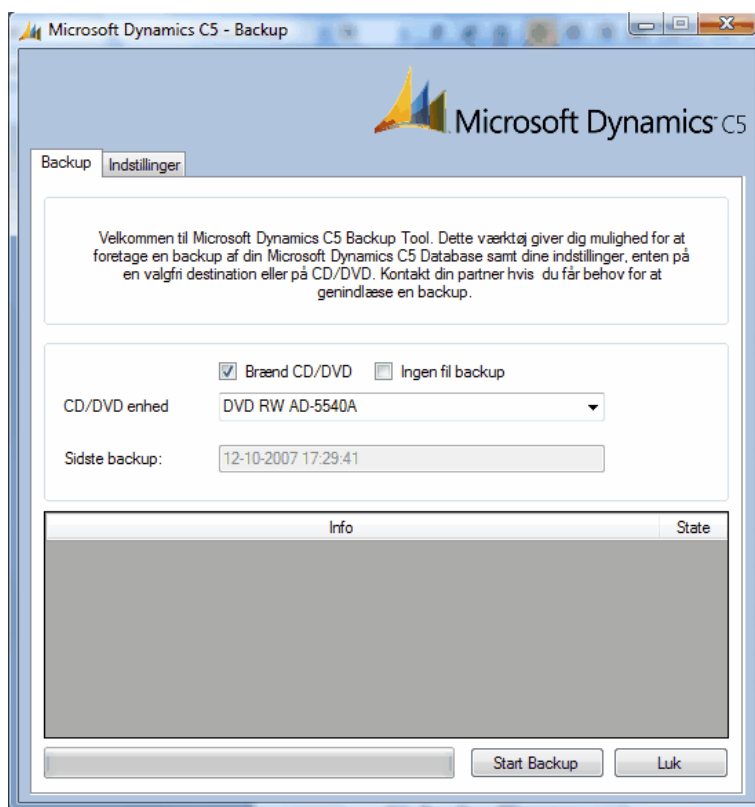 Microsoft Dynamics C5 - Backup
Microsoft Dynamics C5
Backup Indstillinger
Velkommen til Microsoft Dynamics C5 Backup Tool. Dette værktøj giver dig mulighed for at
foretage en backup af din Microsoft Dynamics C5 Database samt dine indstillinger, enten på
en valgfri destination eller på CD/DVD. Kontakt din partner hvis du får behov for at
genindlæse en backup.
Brænd CD/DVD Ingen fil backup
CD/DVD enhed DVD RW AD-5540A
Sidste backup: 12-10-2007 17:29:41
Info State
Start Backup Luk